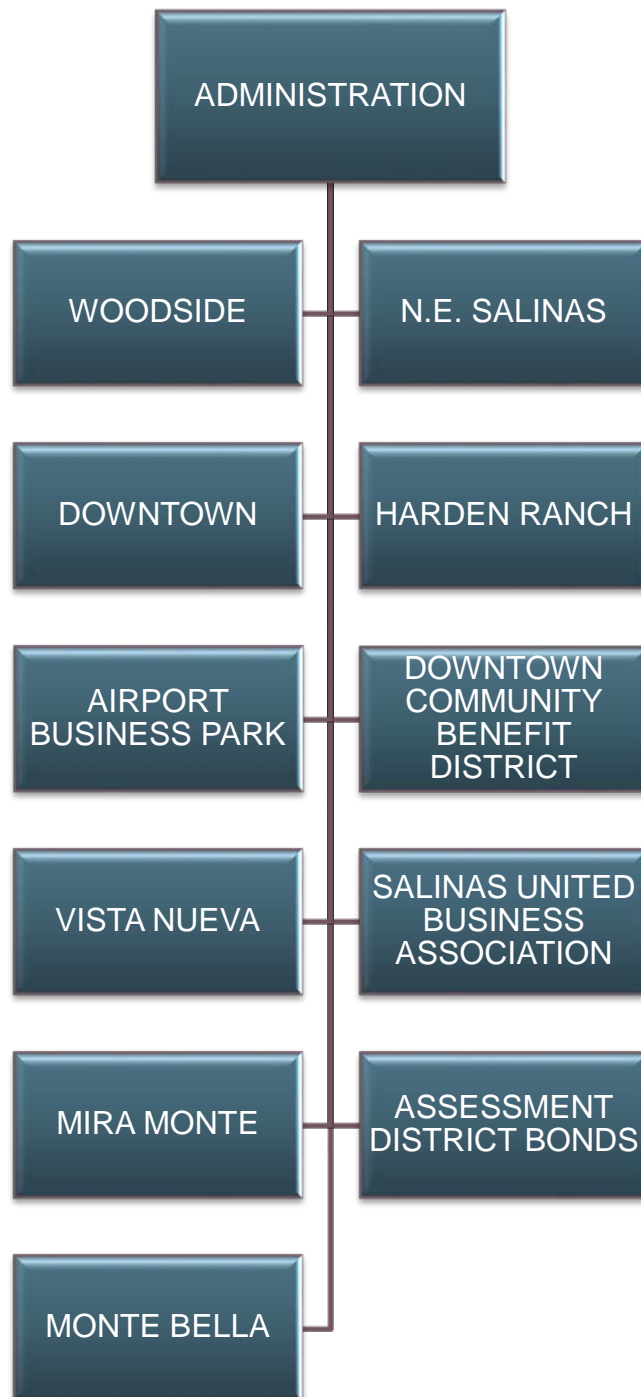 ADMINISTRATION
WOODSIDE
N.E. SALINAS
DOWNTOWN
HARDEN RANCH
AIRPORT
BUSINESS PARK
DOWNTOWN
COMMUNITY
BENEFIT
DISTRICT
VISTA NUEVA
SALINAS UNITED
BUSINESS
ASSOCIATION
MIRA MONTE
ASSESSMENT
DISTRICT BONDS
MONTE BELLA